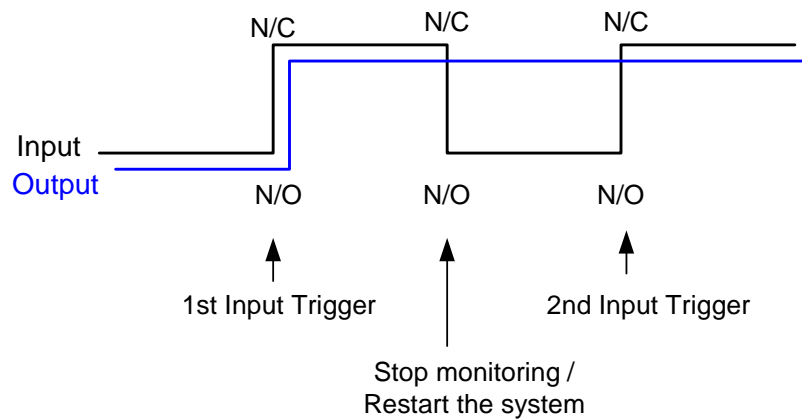 N/C N/C N/C
Input
Output
N/O N/O N/O
1st Input Trigger 2nd Input Trigger
Stop monitoring /
Restart the system